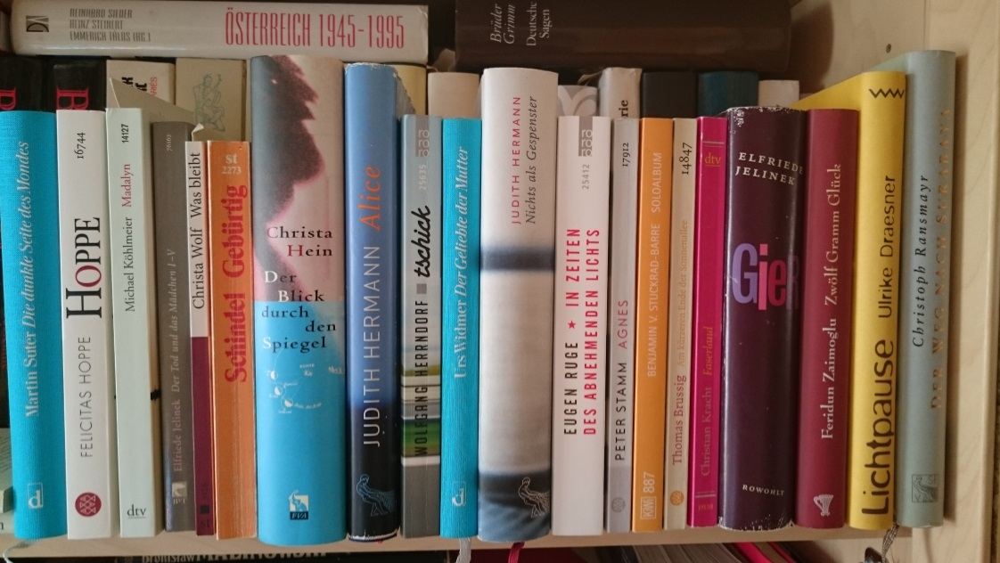 REINHARD SIEDER
HEINZ STEINERT
EMMERICH TÁLOS (HG.)
ÖSTERREICH 1945-1995
Brüder
Grimm
Deutsche
Sagen
Martin Suter Die dunkle Seite des Mondes
d
16744
FELICITAS HOPPE HOPPE
14127
Michael Köhlmeier Madalyn
dtv
Elfriede Jelinek Der Tod und das Mädchen I-V
Christa Wolf Was bleibt
st
2273
Schindel Gebürtig
Christa
Hein
Der
Blick
durch
den
Spiegel
FVA
JUDITH HERMANN Alice
25635
WOLFGANG HERRNDORF tschick
Urs Widmer Der Geliebte der Mutter
d
JUDITH HERMANN
Nichts als Gespenster
rie
25412
EUGEN RUGE ★ IN ZEITEN
DES ABNEHMENDEN LICHTS
17912
PETER STAMM AGNES
BENJAMIN V. STUCKRAD-BARRE SOLOALBUM
KiWi 887
14847
Thomas Brussig Am kürzeren Ende der Sonnenallee
dtv
Christian Kracht Faserland
ELFRIEDE
JELINEK
Gier
ROWOHLT
Feridun Zaimoglu Zwölf Gramm Glück
Lichtpause Ulrike Draesner
Christoph Ransmayr
DER WEG NACH SURABAYA